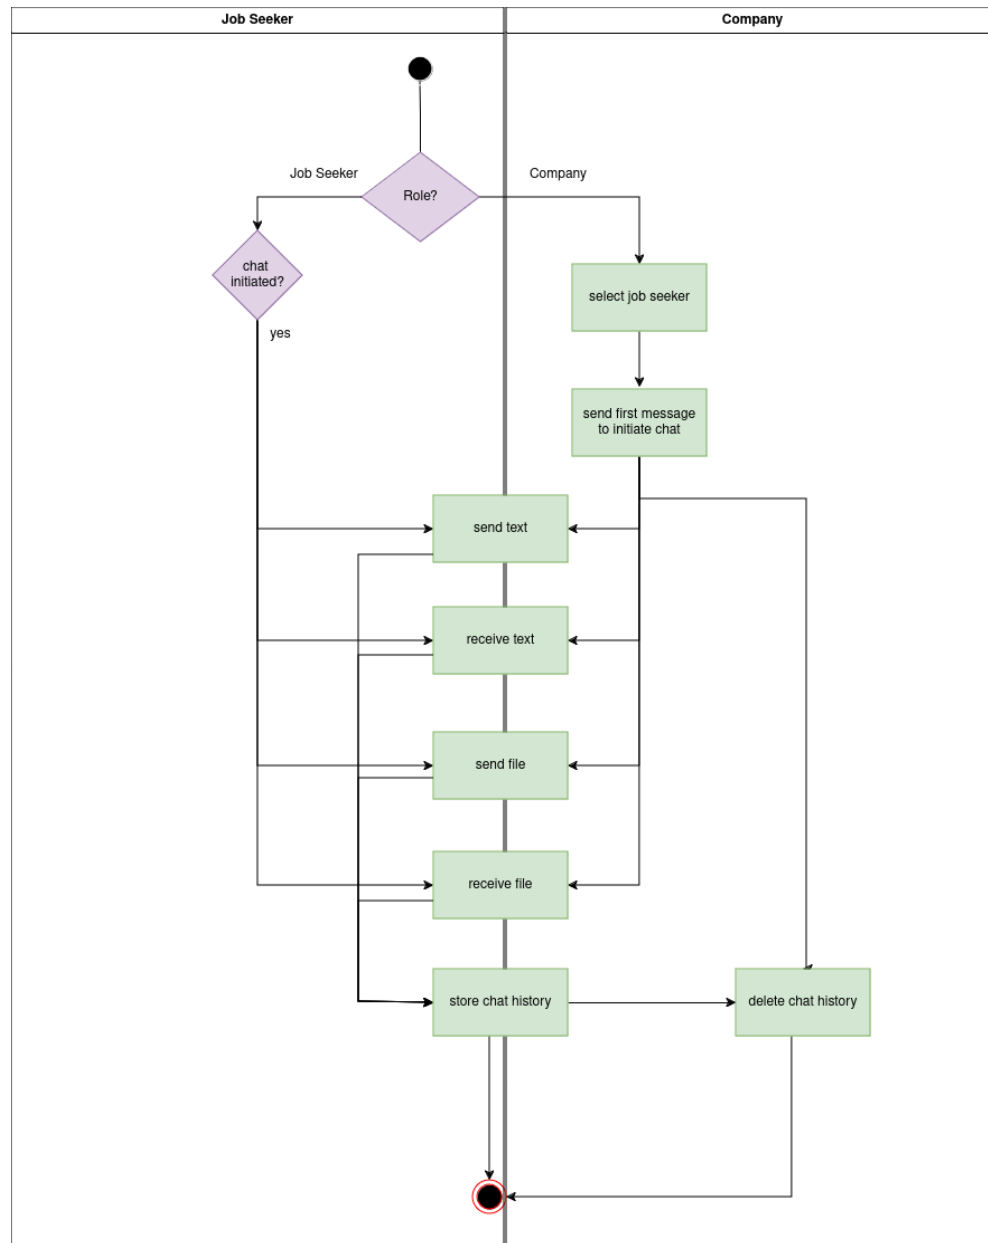 Job Seeker
Company
Job Seeker
Company
Role?
chat
initiated?
yes
select job seeker
send first message
to initiate chat
send text
receive text
send file
receive file
store chat history
delete chat history